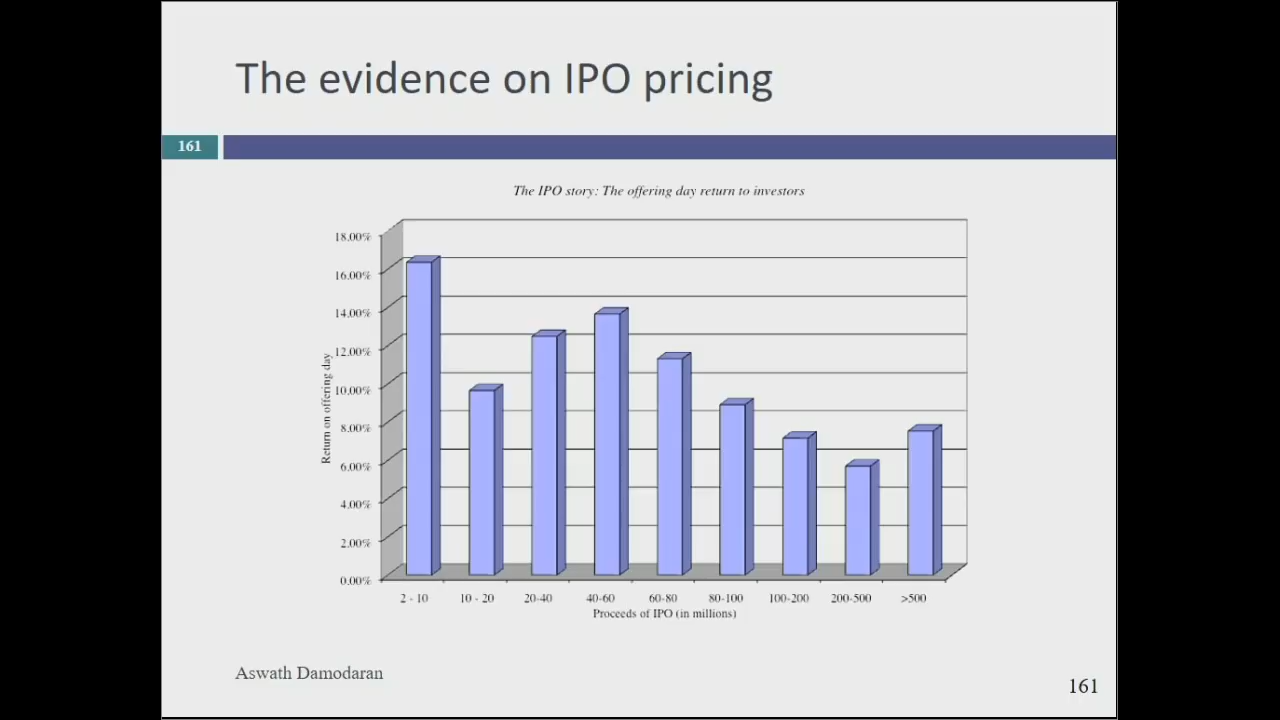 The evidence on IPO pricing
161
The IPO story: The offering day return to investors
18.00%
16.00%
14.00%
12.00%
10.00%
8.00%
6.00%
4.00%
2.00%
0.00%
Return on offering day
2 - 10 10 - 20 20-40 40-60 60-80 80-100 100-200 200-500 >500
Proceeds of IPO (in millions)
Aswath Damodaran
161